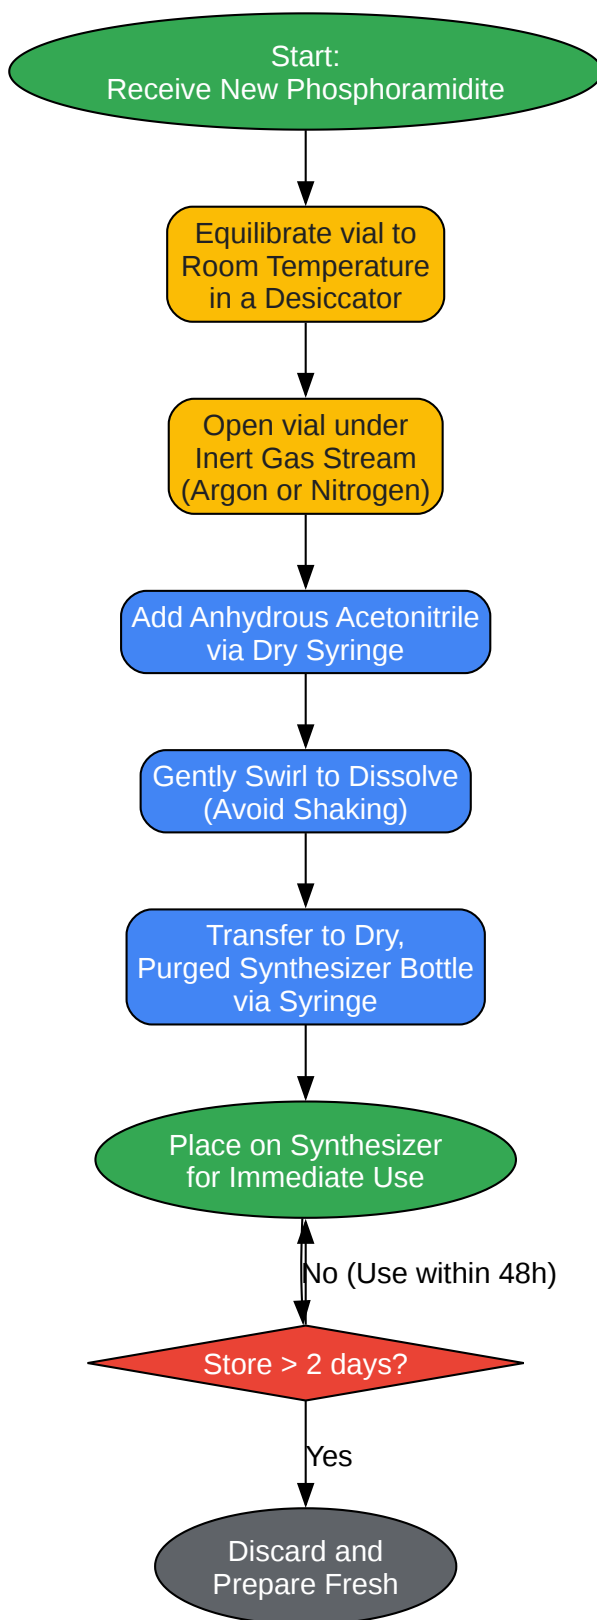 Start:
Receive New Phosphoramidite
Equilibrate vial to
Room Temperature
in a Desiccator
Open vial under
Inert Gas Stream
(Argon or Nitrogen)
Add Anhydrous Acetonitrile
via Dry Syringe
Gently Swirl to Dissolve
(Avoid Shaking)
Transfer to Dry,
Purged Synthesizer Bottle
via Syringe
Place on Synthesizer
for Immediate Use
No (Use within 48h)
Store > 2 days?
Yes
Discard and
Prepare Fresh